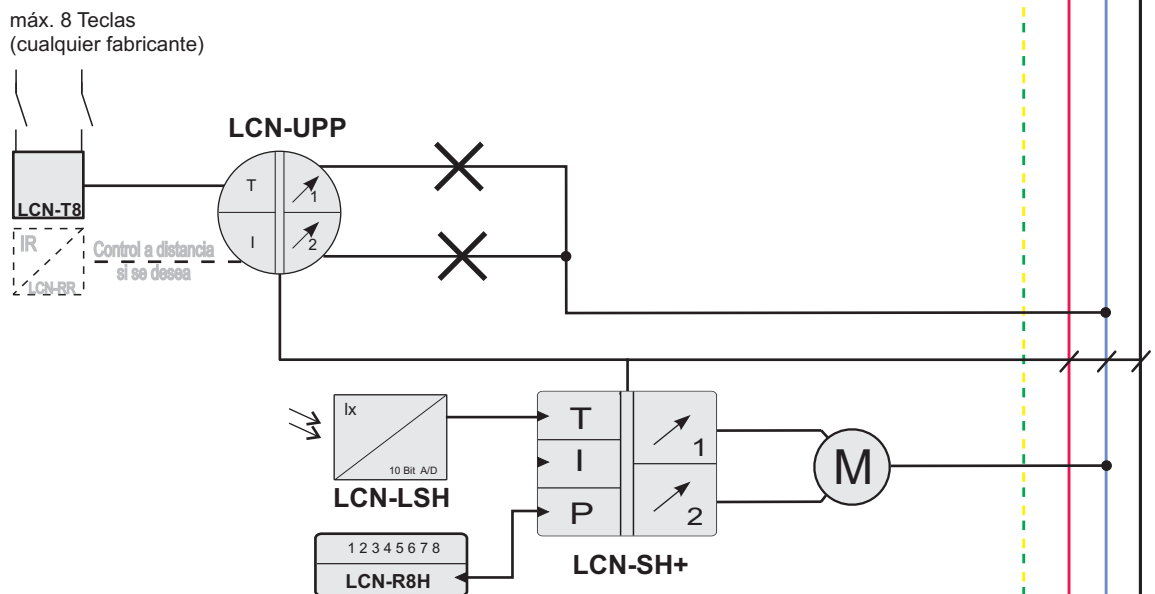 máx. 8 Teclas
(cualquier fabricante)
LCN-UPP
T
1
LCN-T8
I
2
IR
Control a distancia
si se desea
LCN-RR
lx
10 Bit A/D
LCN-LSH
T
I
P
1
2
M
LCN-SH+
1 2 3 4 5 6 7 8
LCN-R8H